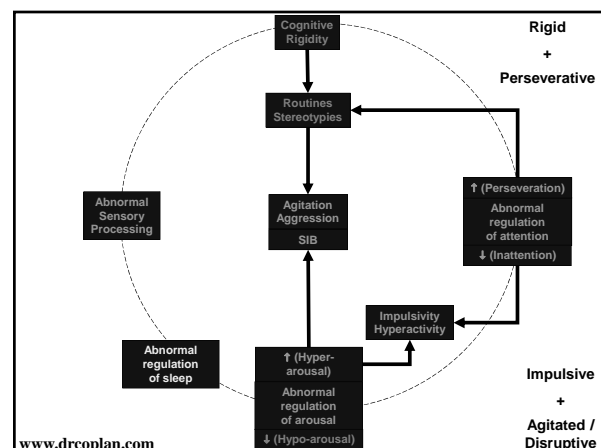 Cognitive
Rigidity
Rigid
+
Perseverative
Routines
Stereotypies
↑ (Perseveration)
Abnormal
regulation
of attention
↓ (Inattention)
Abnormal
Sensory
Processing
Agitation
Aggression
SIB
Impulsivity
Hyperactivity
Abnormal
regulation
of sleep
↑ (Hyper-
arousal)
Abnormal
regulation
of arousal
↓ (Hypo-arousal)
Impulsive
+
Agitated /
Disruptive
www.drcoplan.com